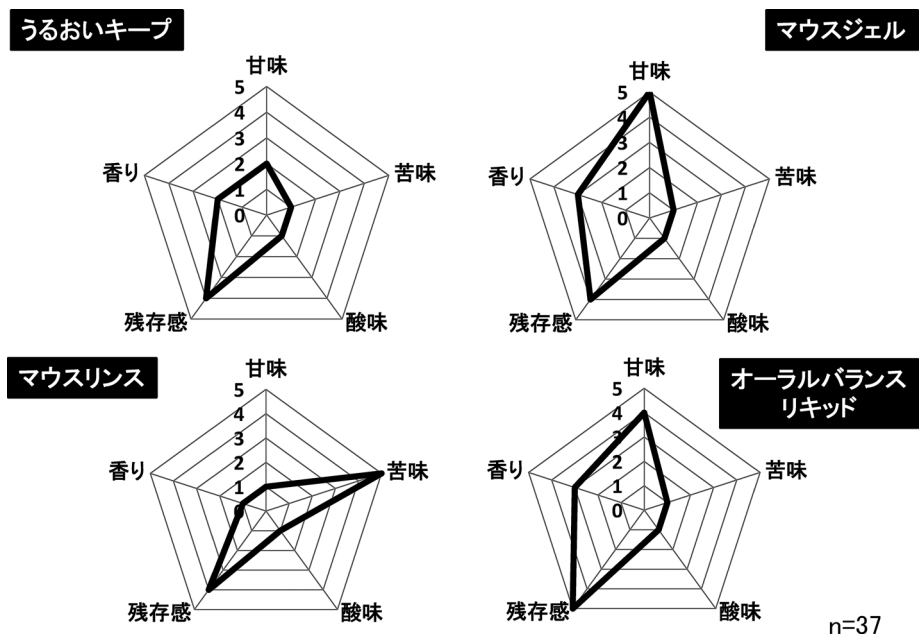 うるおいキープ
甘味
5
4
3
2
1
0
苦味
酸味
残存感
香り
マウスジェル
甘味
5
4
3
2
1
0
苦味
酸味
残存感
香り
マウスリンス
甘味
5
4
3
2
1
0
苦味
酸味
残存感
香り
オーラルバランス
リキッド
甘味
5
4
3
2
1
0
苦味
酸味
残存感
香り
n=37